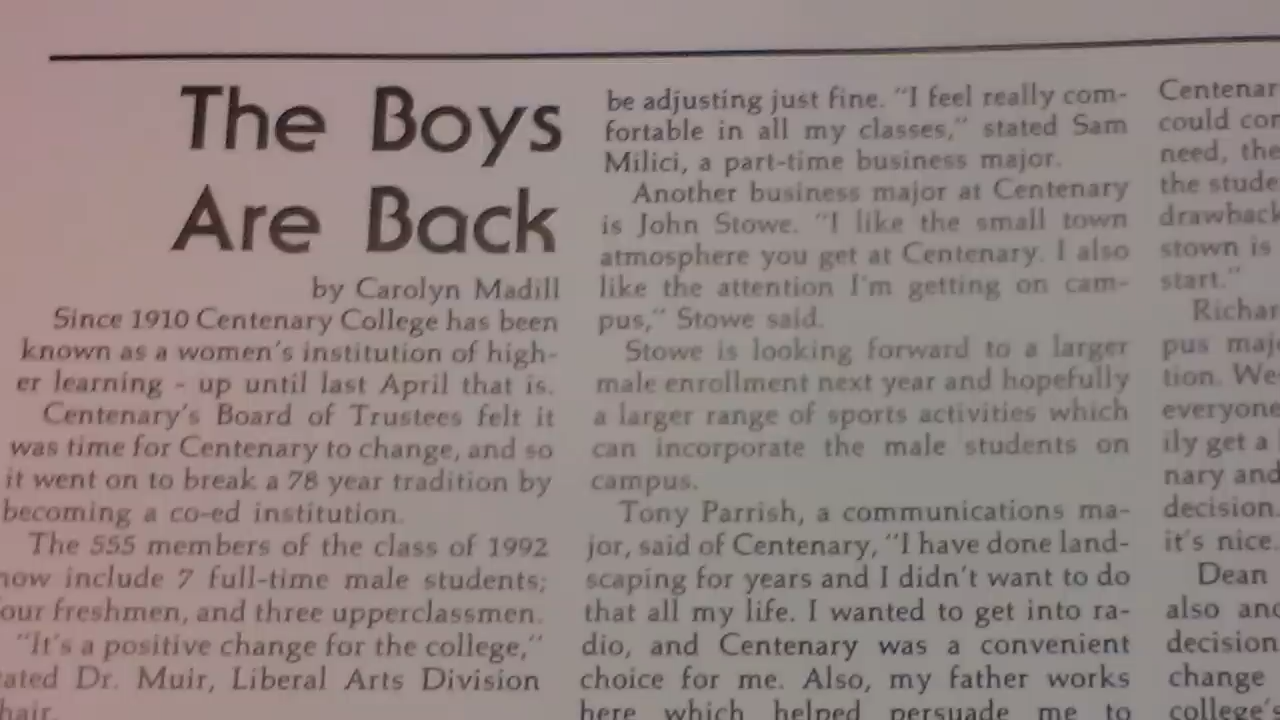 The Boys
Are Back
by Carolyn Madill
Since 1910 Centenary College has been
known as a women's institution of high-
er learning - up until last April that is.
Centenary's Board of Trustees felt it
was time for Centenary to change, and so
it went on to break a 78 year tradition by
becoming a co-ed institution.
The 555 members of the class of 1992
now include 7 full-time male students;
our freshmen, and three upperclassmen.
"It's a positive change for the college,"
ated Dr. Muir, Liberal Arts Division
hair.
be adjusting just fine. "I feel really com-
fortable in all my classes," stated Sam
Milici, a part-time business major.
Another business major at Centenary
is John Stowe. "I like the small town
atmosphere you get at Centenary. I also
like the attention I'm getting on cam-
pus," Stowe said.
Stowe is looking forward to a larger
male enrollment next year and hopefully
a larger range of sports activities which
can incorporate the male students on
campus.
Tony Parrish, a communications ma-
jor, said of Centenary, "I have done land-
scaping for years and I didn't want to do
that all my life. I wanted to get into ra-
dio, and Centenary was a convenient
choice for me. Also, my father works
here which helped persuade me to
Centenar
could con
need, the
the stude
drawback
stown is
start."
Richar
pus maj
tion. We
everyone
ily get a
nary and
decision.
it's nice.
Dean
also and
decision
change
college's